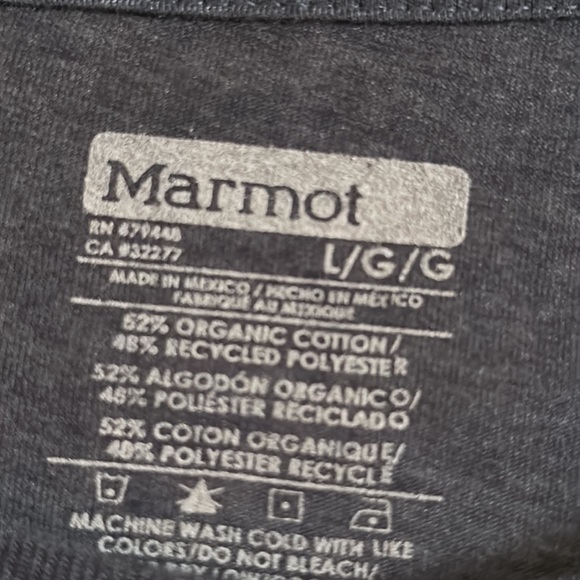 Marmot
RN #79448
CA #32277
L/G/G
MADE IN MEXICO / HECHO EN MÉXICO
FABRIQUÉ AU MEXIQUE
52% ORGANIC COTTON/
48% RECYCLED POLYESTER
52% ALGODÓN ORGANICO/
48% POLIÉSTER RECICLADO
52% COTON ORGANIQUE/
48% POLYESTER RECYCLÉ
MACHINE WASH COLD WITH LIKE
COLORS/DO NOT BLEACH/